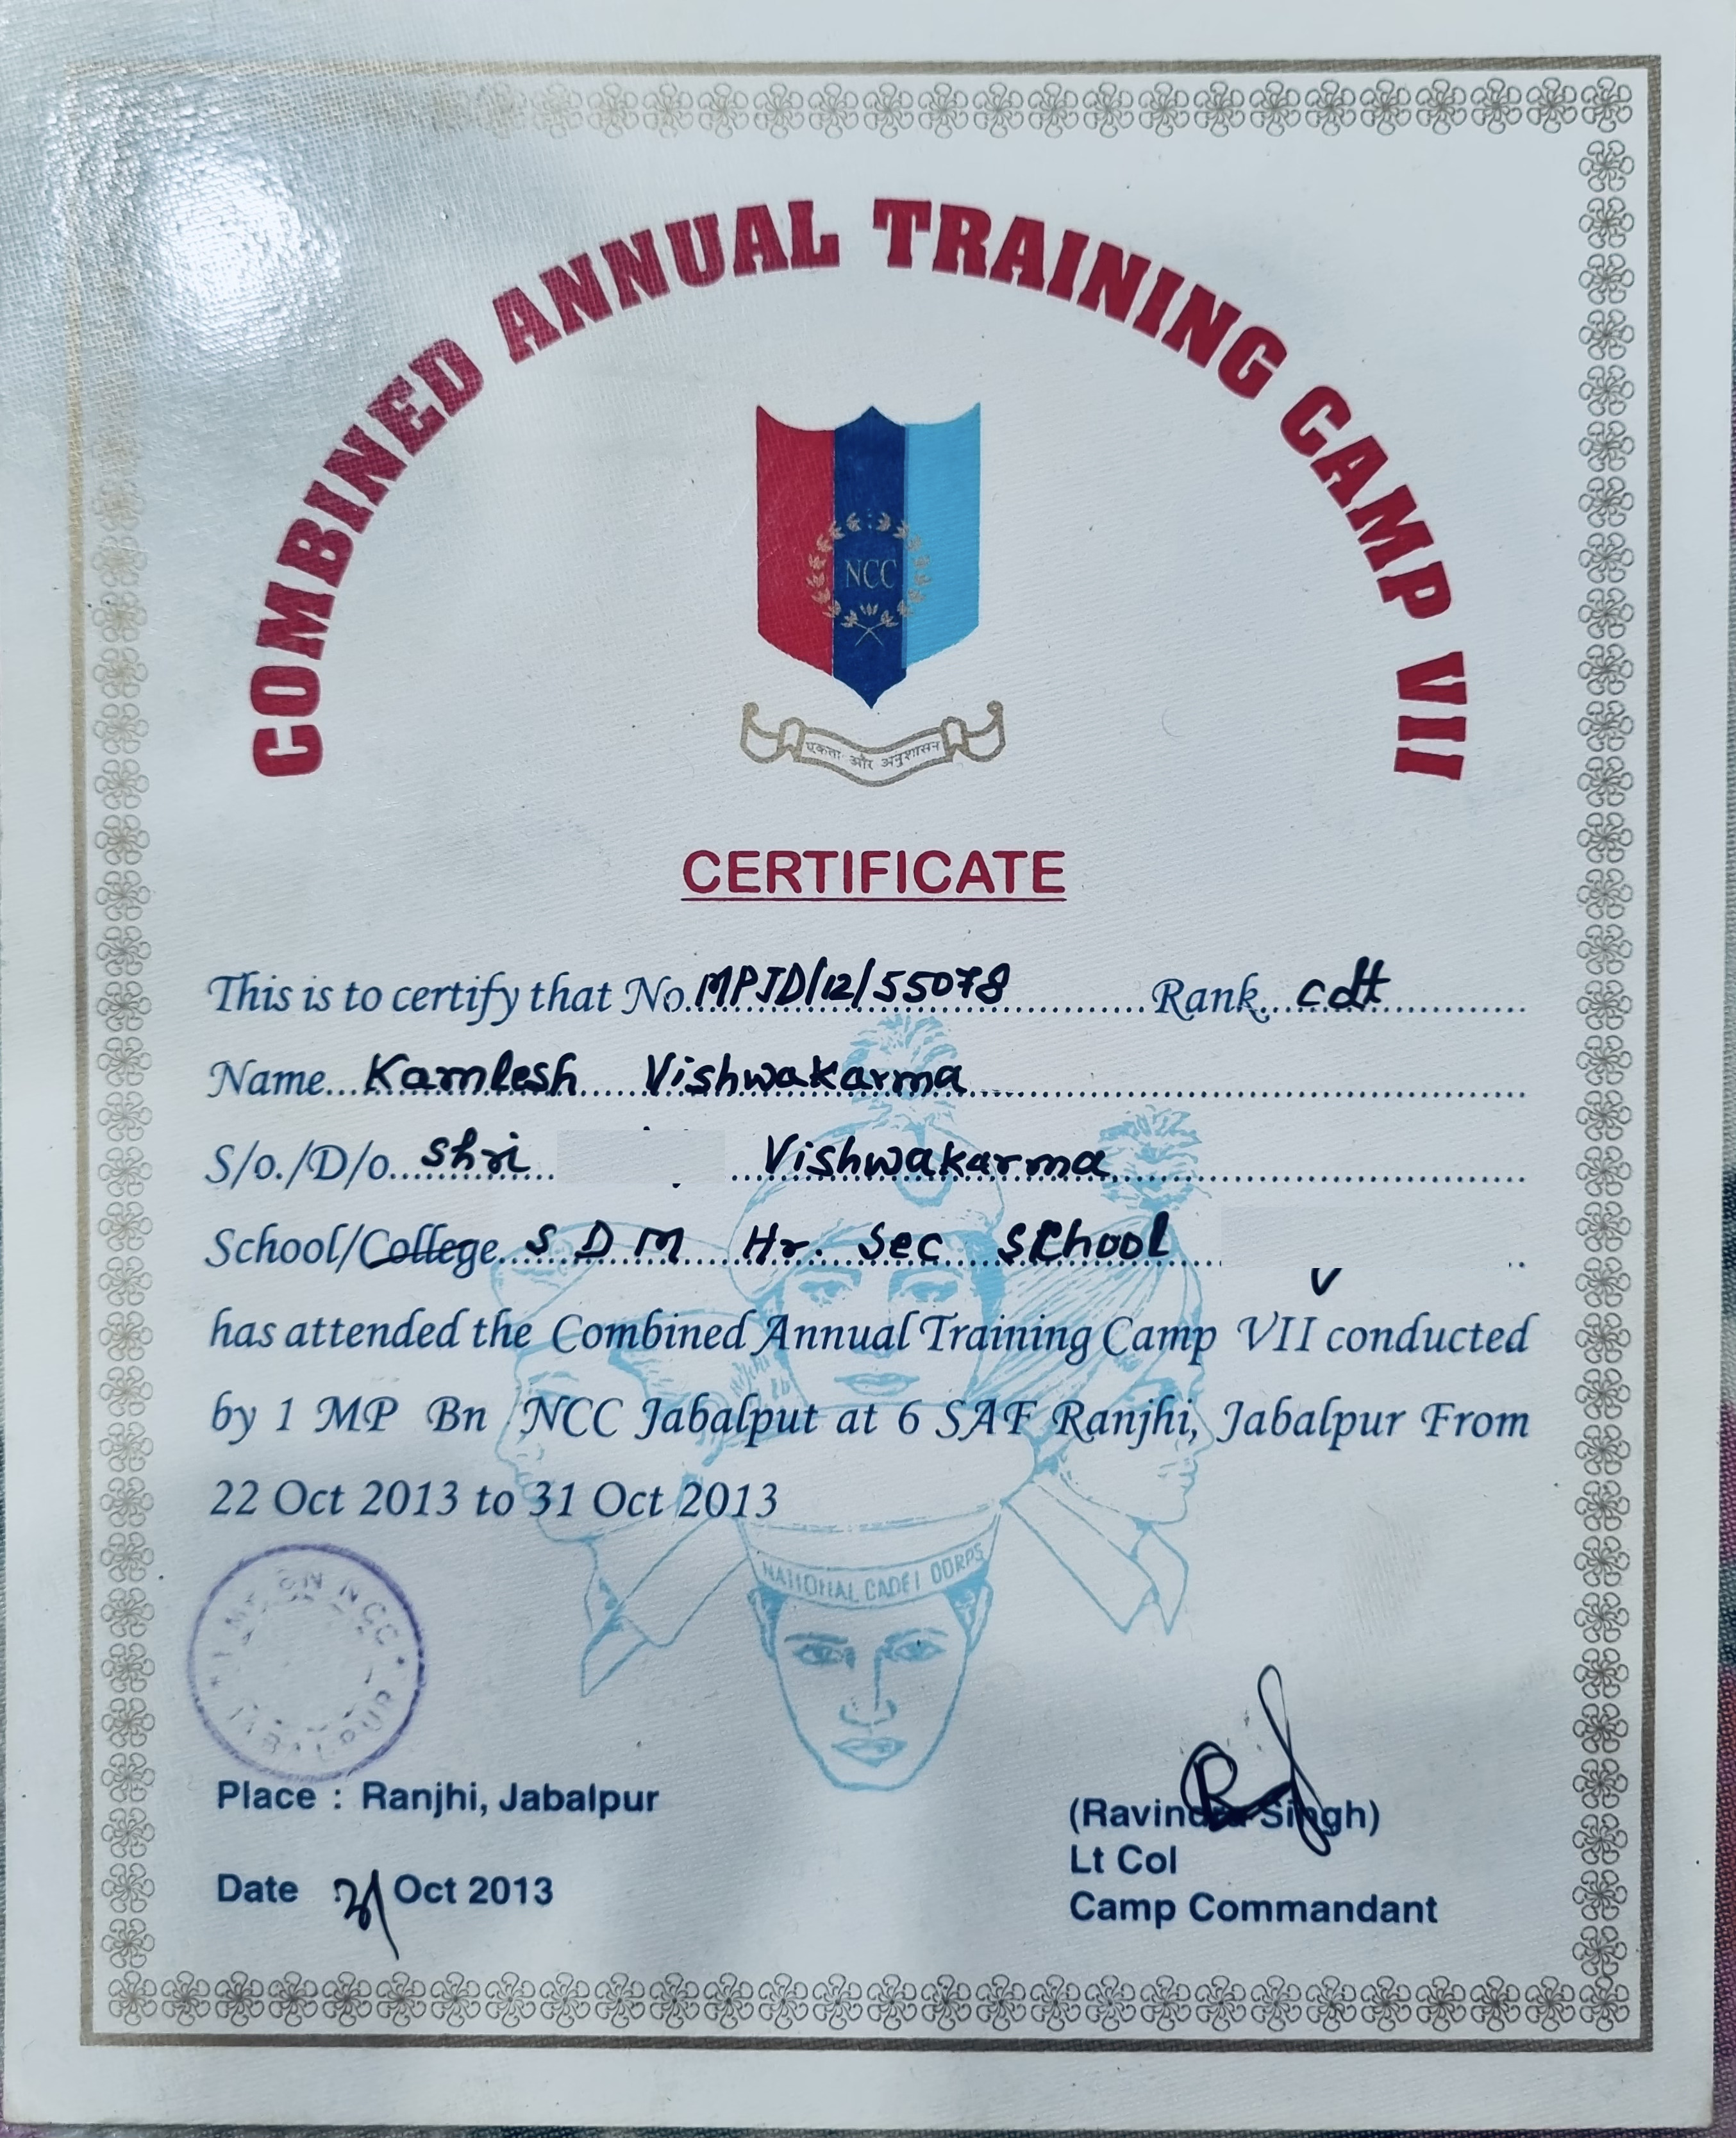 COMBINED ANNUAL TRAINING CAMP VII
NCC
एकता और अनुशासन
CERTIFICATE
This is to certify that No. MPJD/12/55078 Rank cdt
Name Kamlesh Vishwakarma
S/o./D/o. Shri Vishwakarma
School/College S D M Hr. Sec School
has attended the Combined Annual Training Camp VII conducted
by 1 MP Bn NCC Jabalput at 6 SAF Ranjhi, Jabalpur From
22 Oct 2013 to 31 Oct 2013
NATIONAL CADET CORPS
1 MP BN NCC
JABALPUR
Place : Ranjhi, Jabalpur
Date 31 Oct 2013
(Ravindra Singh)
Lt Col
Camp Commandant